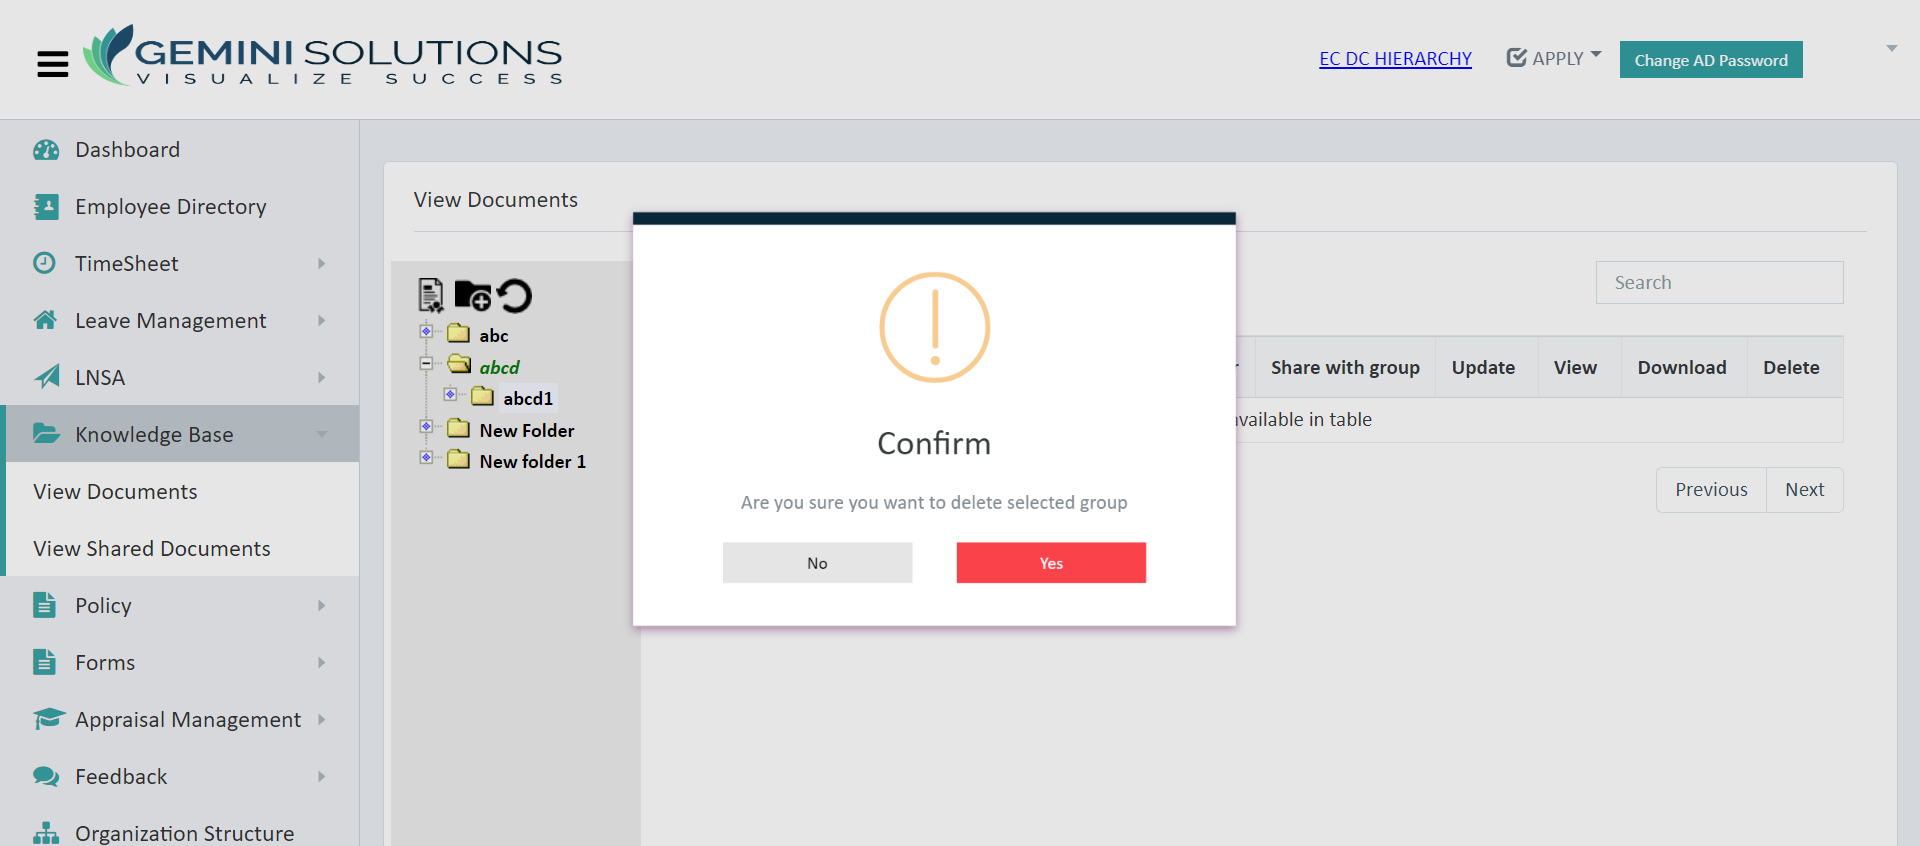 GEMINI SOLUTIONS
VISUALIZE SUCCESS
EC DC HIERARCHY
APPLY
Change AD Password
Dashboard
Employee Directory
TimeSheet
Leave Management
LNSA
Knowledge Base
View Documents
View Shared Documents
Policy
Forms
Appraisal Management
Feedback
Organization Structure
View Documents
abc
abcd
abcd1
New Folder
New folder 1
Search
Share with group Update View Download Delete
available in table
Previous Next
Confirm
Are you sure you want to delete selected group
No Yes